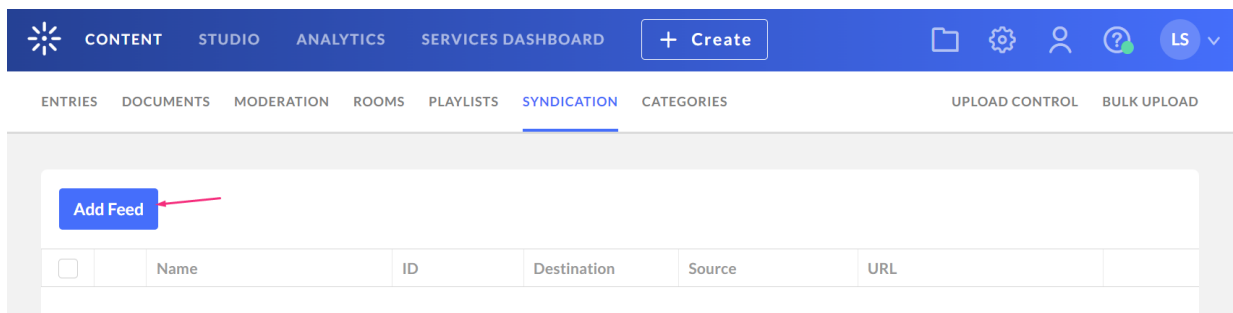 CONTENT STUDIO ANALYTICS SERVICES DASHBOARD + Create LS
ENTRIES DOCUMENTS MODERATION ROOMS PLAYLISTS SYNDICATION CATEGORIES UPLOAD CONTROL BULK UPLOAD
Add Feed
Name ID Destination Source URL